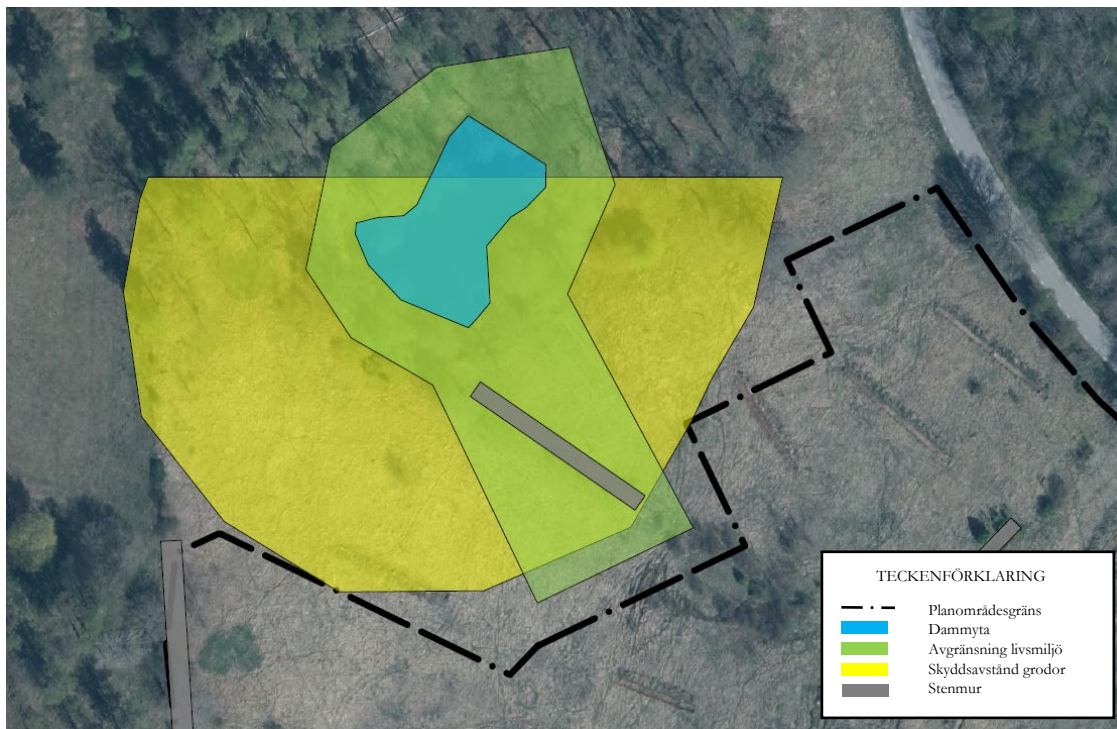 TECKENFÖRKLARING
Planområdesgräns
Dammyta
Avgränsning livsmiljö
Skyddsavstånd grodor
Stenmur